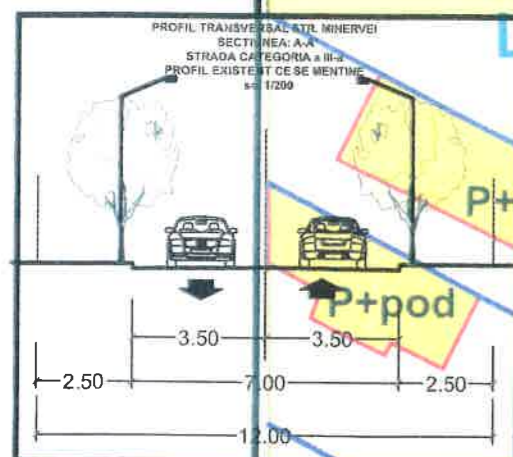 PROFIL TRANSVERSAL STR. MINERVEI
SECTIUNEA: A-A'
STRADA CATEGORIA a III-a
PROFIL EXISTENT CE SE MENTINE
sc. 1/200
P+
P+pod
3.50 3.50
2.50 7.00 2.50
12.00